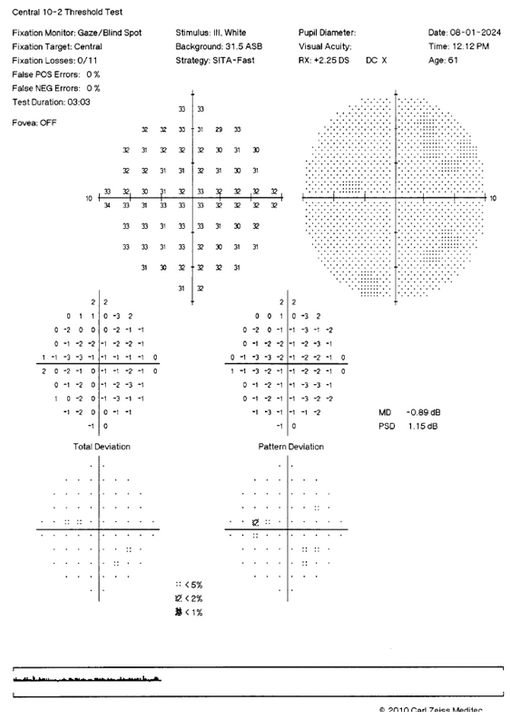 Central 10-2 Threshold Test
Fixation Monitor: Gaze/Blind Spot Stimulus: III, White Pupil Diameter: Date: 08-01-2024
Fixation Target: Central Background: 31.5 ASB Visual Acuity: Time: 12:12 PM
Fixation Losses: 0/11 Strategy: SITA-Fast RX: +2.25 DS DC X Age: 61
False POS Errors: 0 %
False NEG Errors: 0 %
Test Duration: 03:03
Fovea: OFF
33 33
32 32 33 31 29 33
32 31 32 32 32 30 31 30
32 32 31 31 32 31 30 31
33 32 30 31 32 33 32 32 32 32
10 10
34 33 31 33 33 33 32 32 32 32
33 33 33 33 32 30 31 31
33 33 31 32 33 30 31 31
31 30 32 32 32 31
31 32
2 2 2 2
0 1 1 0 -3 2 0 0 1 0 -3 2
0 -2 0 0 0 -2 -1 -1 0 -2 0 0 -1 -3 -1 -2
0 -1 -2 -2 -1 -1 -2 -1 0 -1 -2 -2 -1 -2 -3 -1
1 -1 -3 -3 -1 -1 -1 -1 -1 0 0 -1 -3 -3 -2 -1 -1 -1 -1 0
2 0 -2 -1 0 -1 -1 -1 -1 0 1 -1 -3 -1 -1 -1 -2 -1 -1 0
0 -1 0 -1 -1 -2 -2 -1 0 -1 -1 -1 -1 -3 -3 -1
1 0 -2 0 0 -2 -3 -1 0 0 -2 -1 -1 -3 -2 -2
-1 -2 0 0 -1 -1 -1 -3 -1 -1 -1 -2
-1 0 -1 0
MD -0.89 dB
PSD 1.15 dB
Total Deviation Pattern Deviation
< 5%
< 2%
< 1%
© 2010 Carl Zeiss Meditec